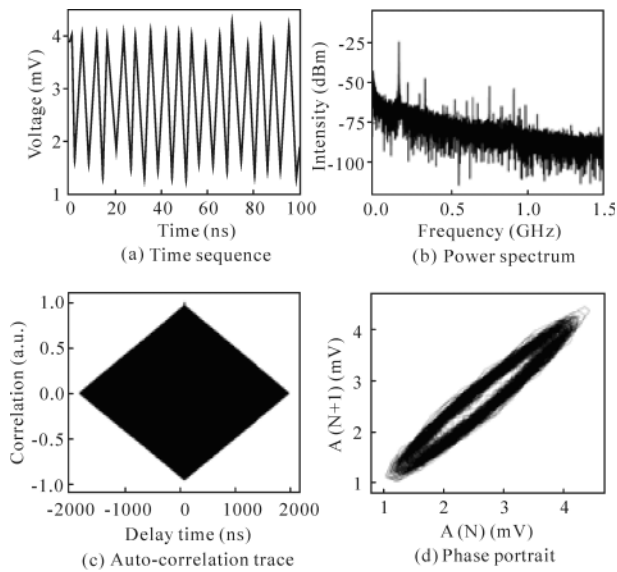 Voltage (mV)
4
3
2
1
0 20 40 60 80 100
Time (ns)
(a) Time sequence
Intensity (dBm)
-25
-50
-75
-100
0.0 0.5 1.0 1.5
Frequency (GHz)
(b) Power spectrum
Correlation (a.u.)
1.0
0.5
0.0
-0.5
-1.0
-2000 -1000 0 1000 2000
Delay time (ns)
(c) Auto-correlation trace
A (N+1) (mV)
4
3
2
1
1 2 3 4
A (N) (mV)
(d) Phase portrait